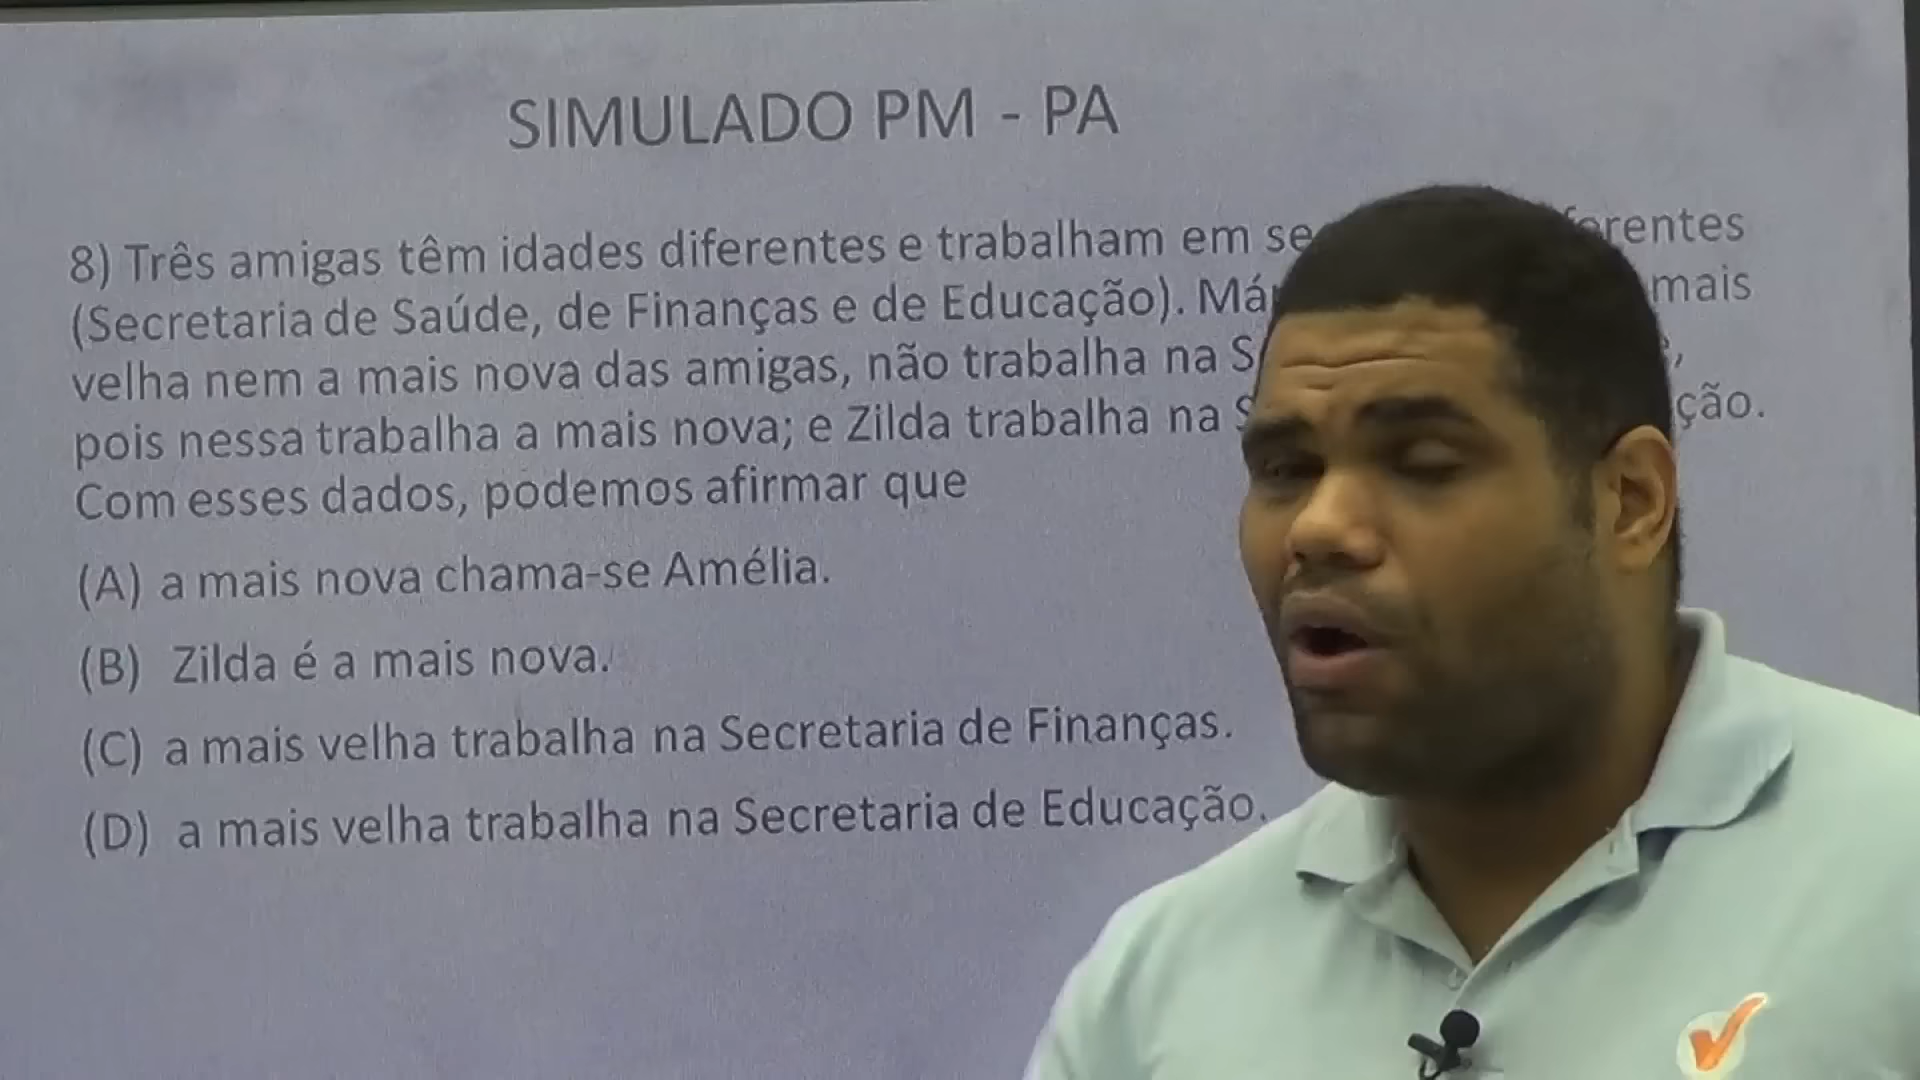 SIMULADO PM - PA
8) Três amigas têm idades diferentes e trabalham em
(Secretaria de Saúde, de Finanças e de Educação). mais
velha nem a mais nova das amigas, não trabalha na
pois nessa trabalha a mais nova; e Zilda trabalha na
Com esses dados, podemos afirmar que
(A) a mais nova chama-se Amélia.
(B) Zilda é a mais nova.
(C) a mais velha trabalha na Secretaria de Finanças.
(D) a mais velha trabalha na Secretaria de Educação.